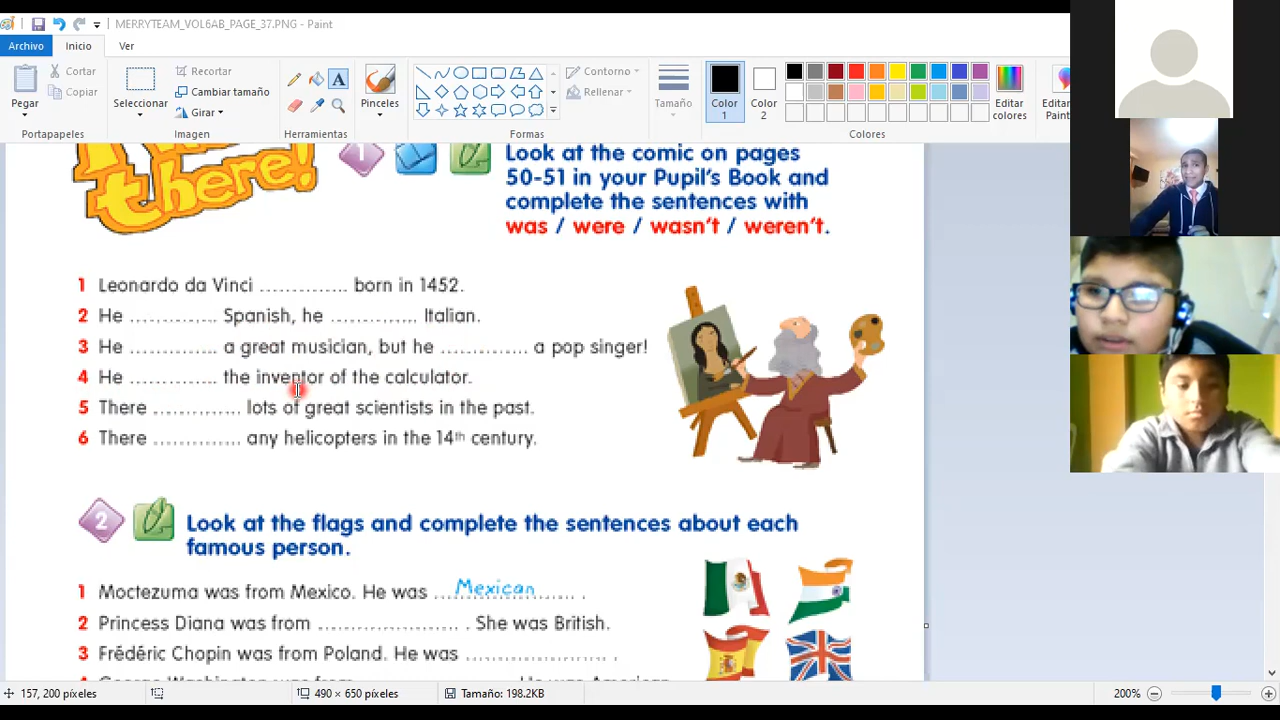 MERRYTEAM_VOL6AB_PAGE_37.PNG - Paint
Archivo Inicio Ver
Pegar
Cortar
Copiar
Portapapeles
Seleccionar
Recortar
Cambiar tamaño
Girar
Imagen
Herramientas
Pinceles
Contorno
Rellenar
Formas
Tamaño
Color 1
Color 2
Editar colores
Colores
there!
1
Look at the comic on pages
50-51 in your Pupil's Book and
complete the sentences with
was / were / wasn't / weren't.
1 Leonardo da Vinci .............. born in 1452.
2 He .............. Spanish, he .............. Italian.
3 He .............. a great musician, but he .............. a pop singer!
4 He .............. the inventor of the calculator.
5 There .............. lots of great scientists in the past.
6 There .............. any helicopters in the 14th century.
2
Look at the flags and complete the sentences about each
famous person.
1 Moctezuma was from Mexico. He was ....Mexican....... .
2 Princess Diana was from ........................ . She was British.
3 Frédéric Chopin was from Poland. He was ....................... .
157, 200 píxeles
490 × 650 píxeles
Tamaño: 198.2KB
200%